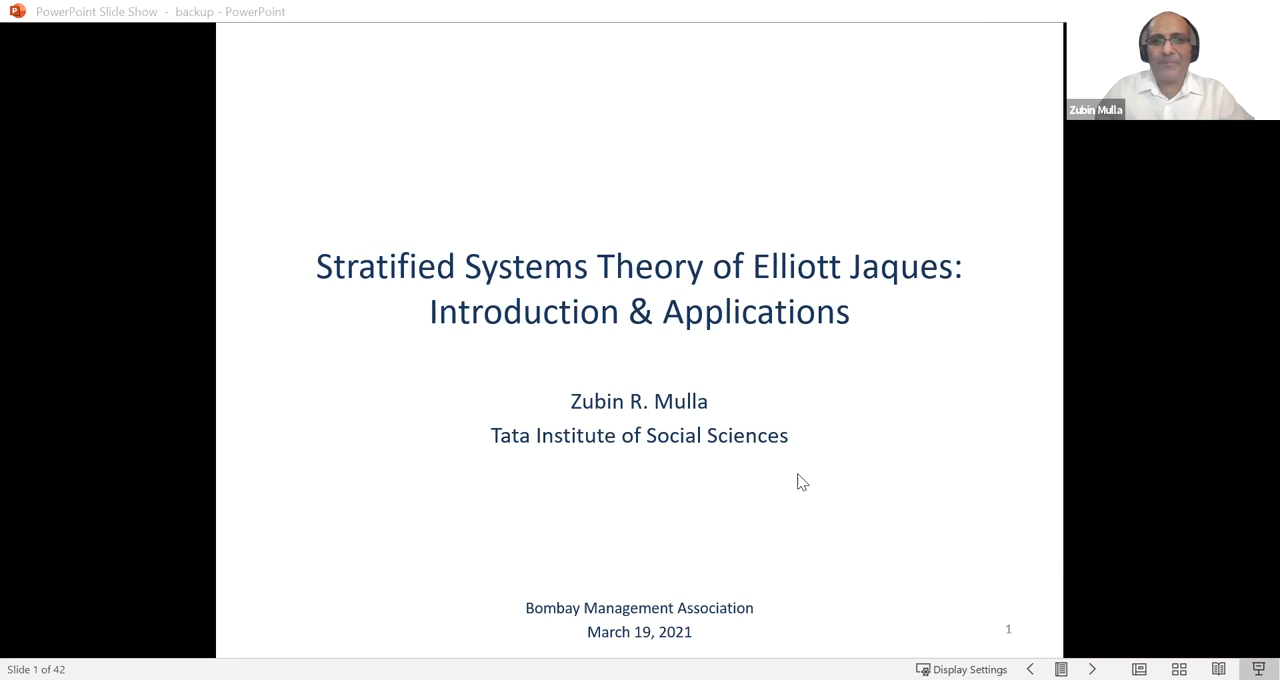 PowerPoint Slide Show - backup - PowerPoint
Zubin Mulla
Stratified Systems Theory of Elliott Jaques:
Introduction & Applications
Zubin R. Mulla
Tata Institute of Social Sciences
Bombay Management Association
March 19, 2021
1
Slide 1 of 42
Display Settings